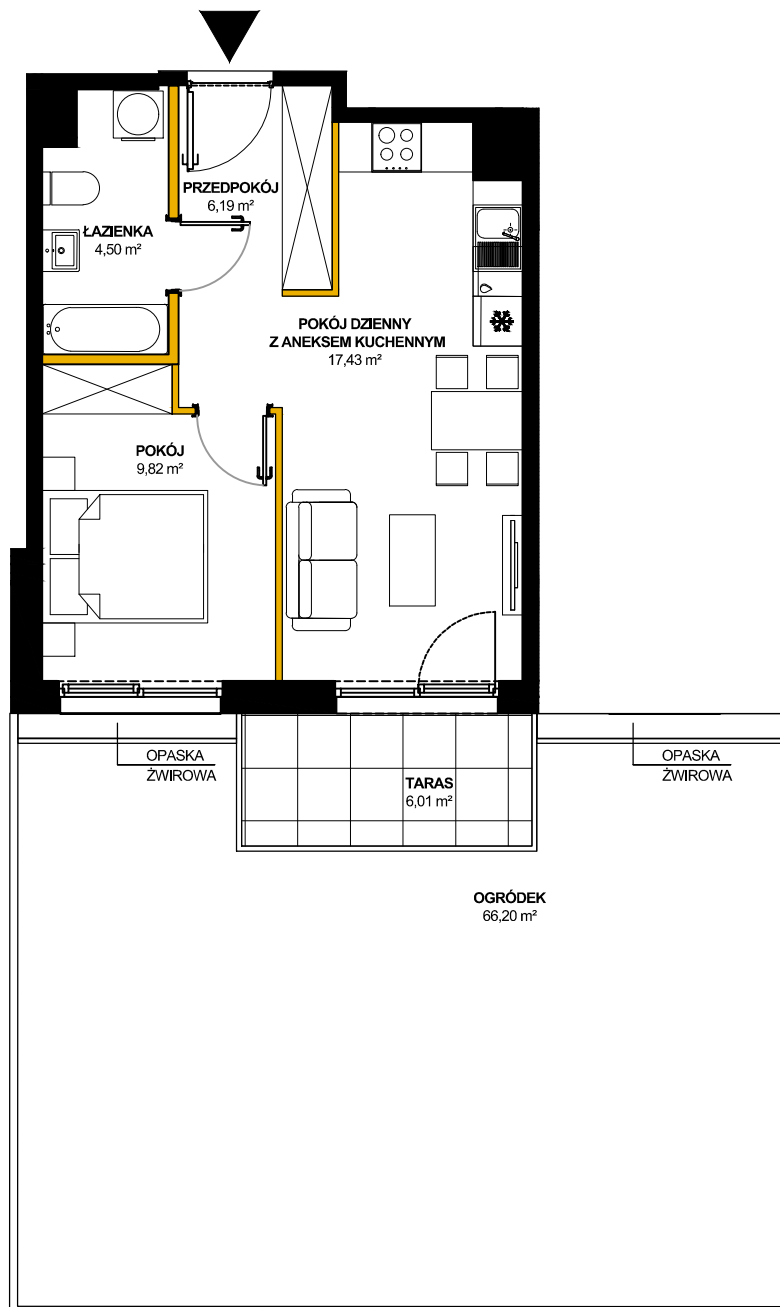 PRZEDPOKÓJ
6,19 m²
ŁAZIENKA
4,50 m²
POKÓJ DZIENNY
Z ANEKSEM KUCHENNYM
17,43 m²
POKÓJ
9,82 m²
OPASKA
ŻWIROWA
TARAS
6,01 m²
OPASKA
ŻWIROWA
OGRÓDEK
66,20 m²